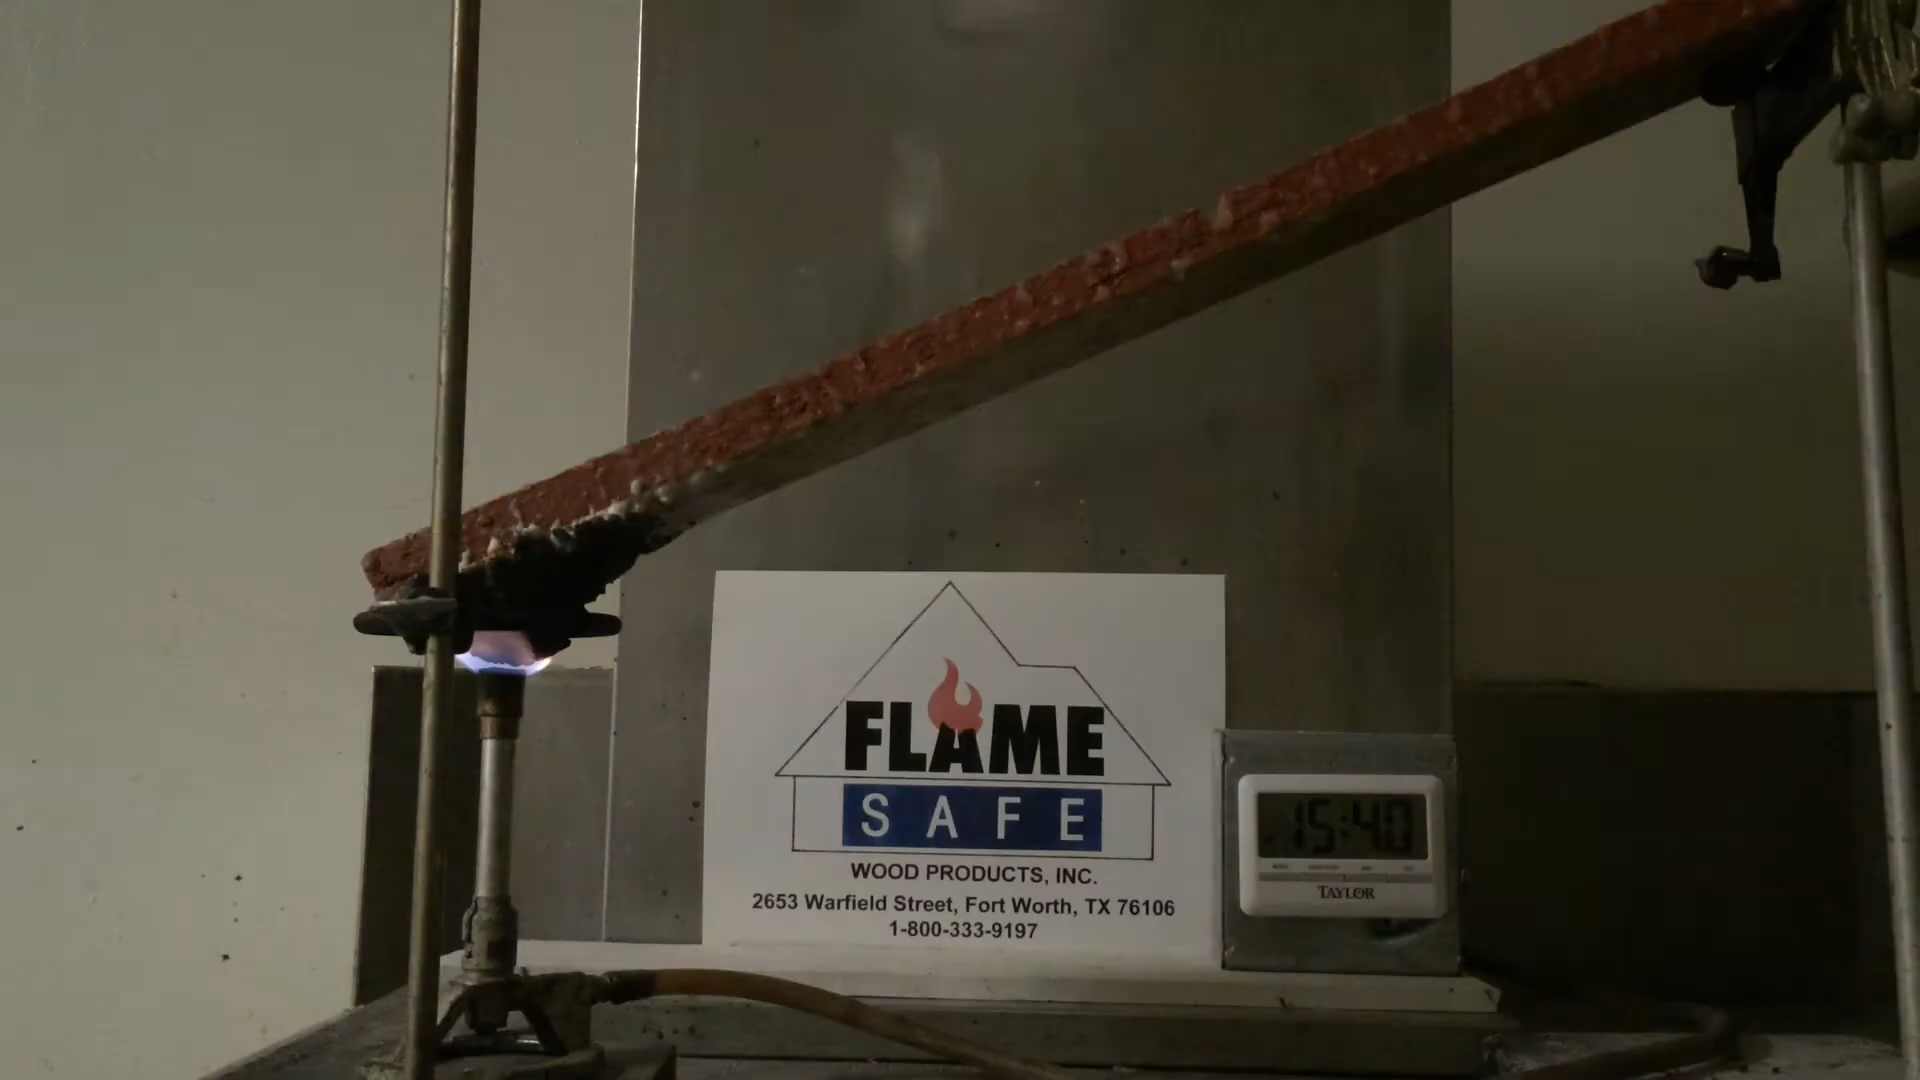 FLAME
SAFE
WOOD PRODUCTS, INC.
2653 Warfield Street, Fort Worth, TX 76106
1-800-333-9197
15:40
TAYLOR